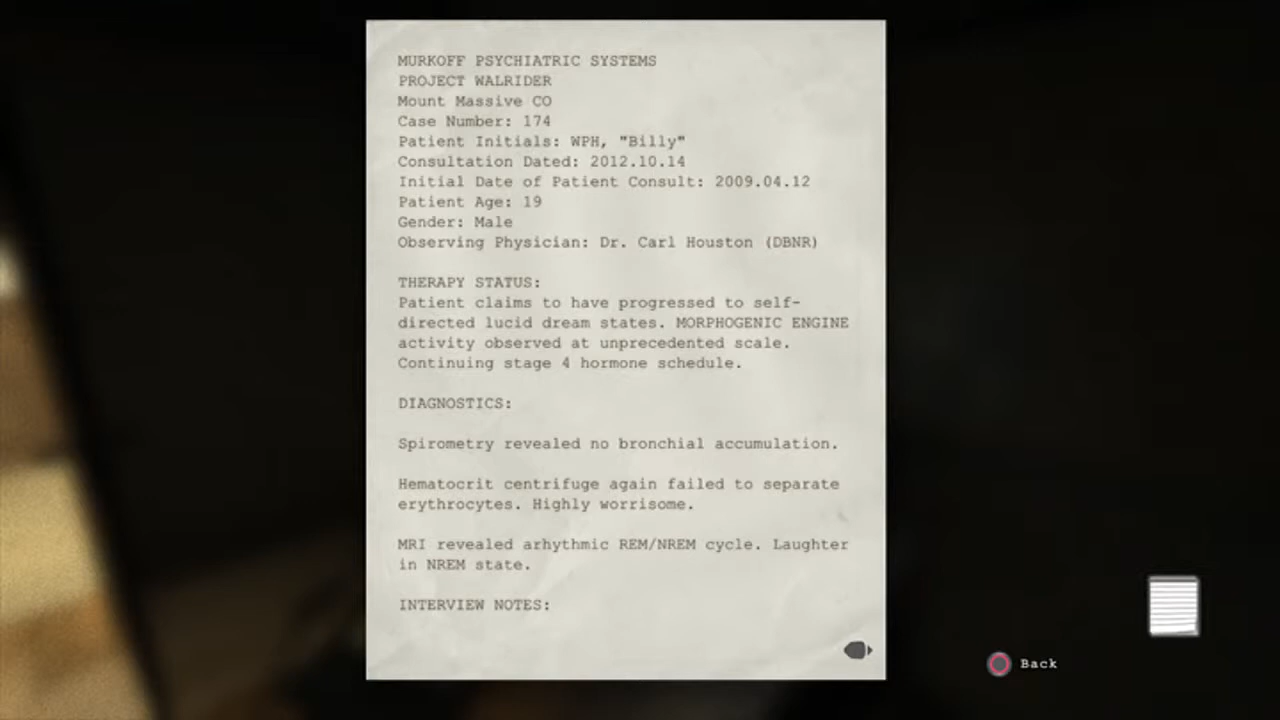 MURKOFF PSYCHIATRIC SYSTEMS
PROJECT WALRIDER
Mount Massive CO
Case Number: 174
Patient Initials: WPH, "Billy"
Consultation Dated: 2012.10.14
Initial Date of Patient Consult: 2009.04.12
Patient Age: 19
Gender: Male
Observing Physician: Dr. Carl Houston (DBNR)
THERAPY STATUS:
Patient claims to have progressed to self-
directed lucid dream states. MORPHOGENIC ENGINE
activity observed at unprecedented scale.
Continuing stage 4 hormone schedule.
DIAGNOSTICS:
Spirometry revealed no bronchial accumulation.
Hematocrit centrifuge again failed to separate
erythrocytes. Highly worrisome.
MRI revealed arhythmic REM/NREM cycle. Laughter
in NREM state.
INTERVIEW NOTES:
Back